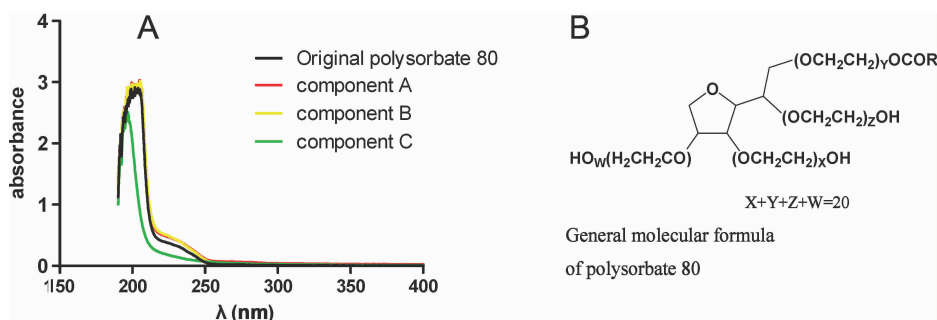 A
4
3
2
1
0
absorbance
150
200
250
300
350
400
λ (nm)
Original polysorbate 80
component A
component B
component C
B
(OCH2CH2)YOCOR
O
(OCH2CH2)ZOH
HOW(H2CH2CO)
(OCH2CH2)XOH
X+Y+Z+W=20
General molecular formula
of polysorbate 80